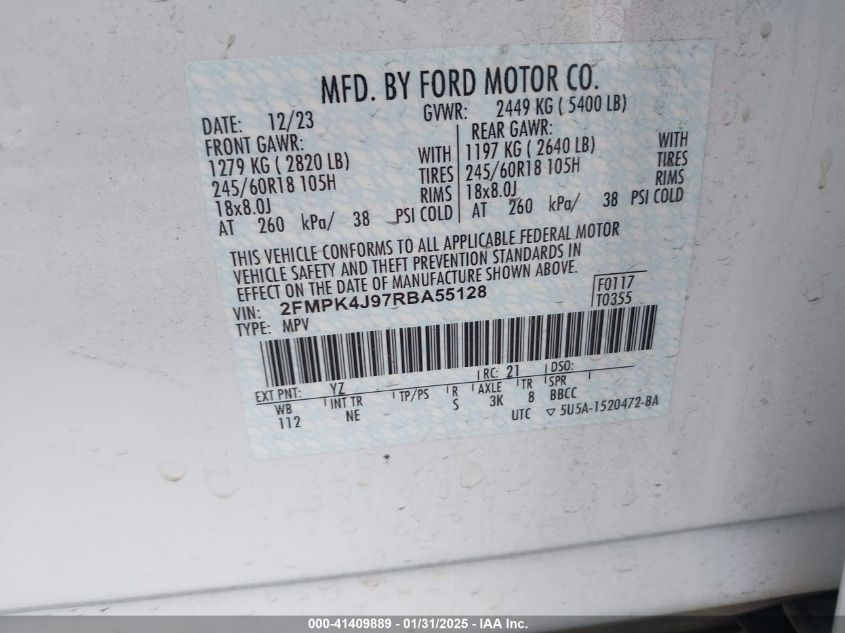 MFD. BY FORD MOTOR CO.
DATE: 12/23 GVWR: 2449 KG ( 5400 LB)
FRONT GAWR: REAR GAWR:
1279 KG ( 2820 LB) WITH 1197 KG ( 2640 LB) WITH
245/60R18 105H TIRES 245/60R18 105H TIRES
18x8.0J RIMS 18x8.0J RIMS
AT 260 kPa/ 38 PSI COLD AT 260 kPa/ 38 PSI COLD
THIS VEHICLE CONFORMS TO ALL APPLICABLE FEDERAL MOTOR
VEHICLE SAFETY AND THEFT PREVENTION STANDARDS IN
EFFECT ON THE DATE OF MANUFACTURE SHOWN ABOVE.
VIN: 2FMPK4J97RBA55128 F0117
TYPE: MPV T0355
EXT PNT: YZ RC: 21 DSO:
WB INT TR TP/PS R AXLE TR SPR
112 NE S 3K 8 BBCC
UTC ▽ 5U5A-1520472-BA
000-41409889 - 01/31/2025 - IAA Inc.